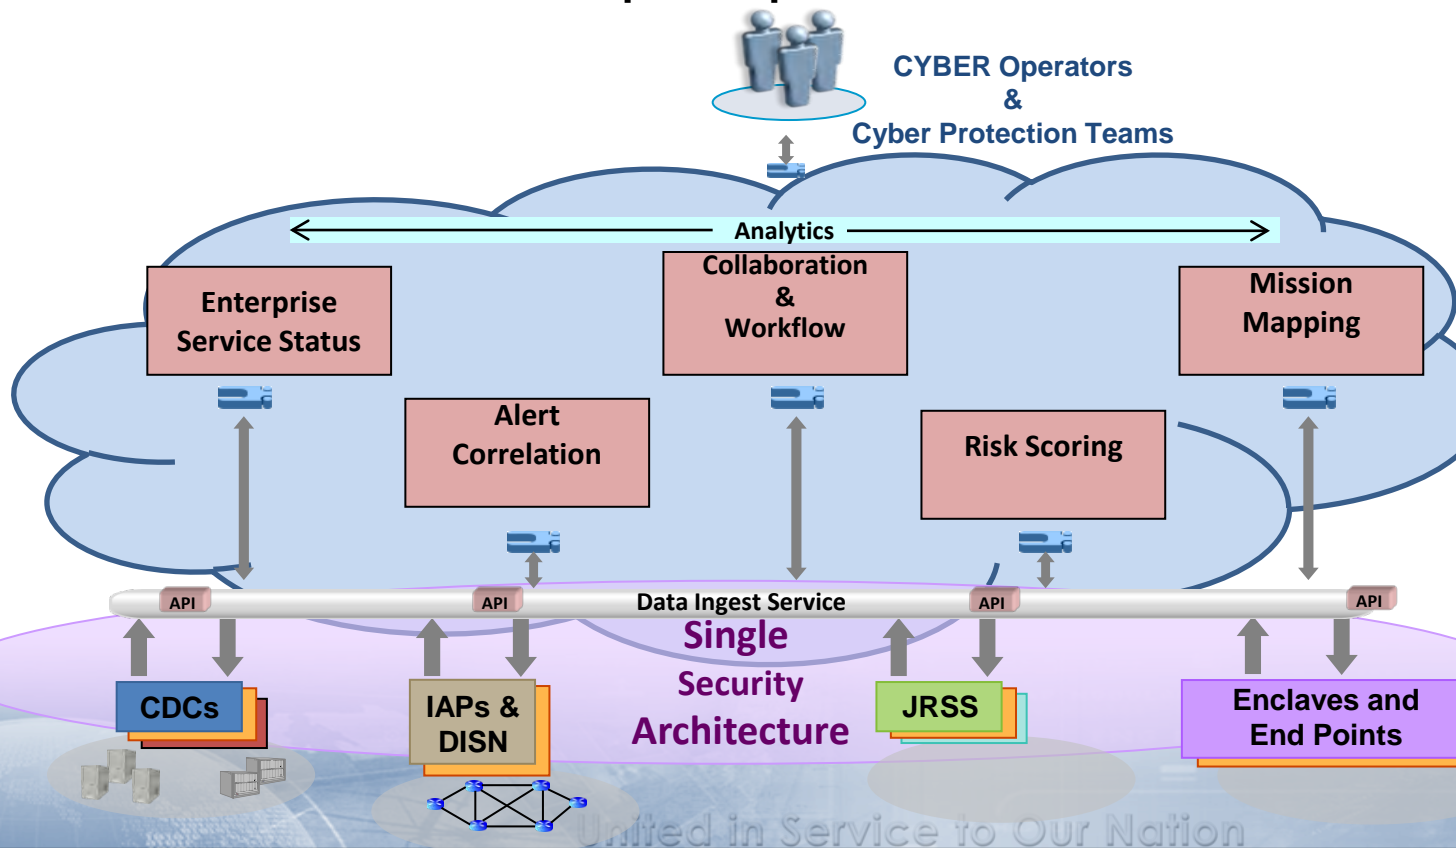 CYBER Operators
&
Cyber Protection Teams
Analytics
Enterprise
Service Status
Collaboration
&
Workflow
Mission
Mapping
Alert
Correlation
Risk Scoring
API
API
Data Ingest Service
API
API
Single
Security
Architecture
CDCs
IAPs &
DISN
JRSS
Enclaves and
End Points
United in Service to Our Nation